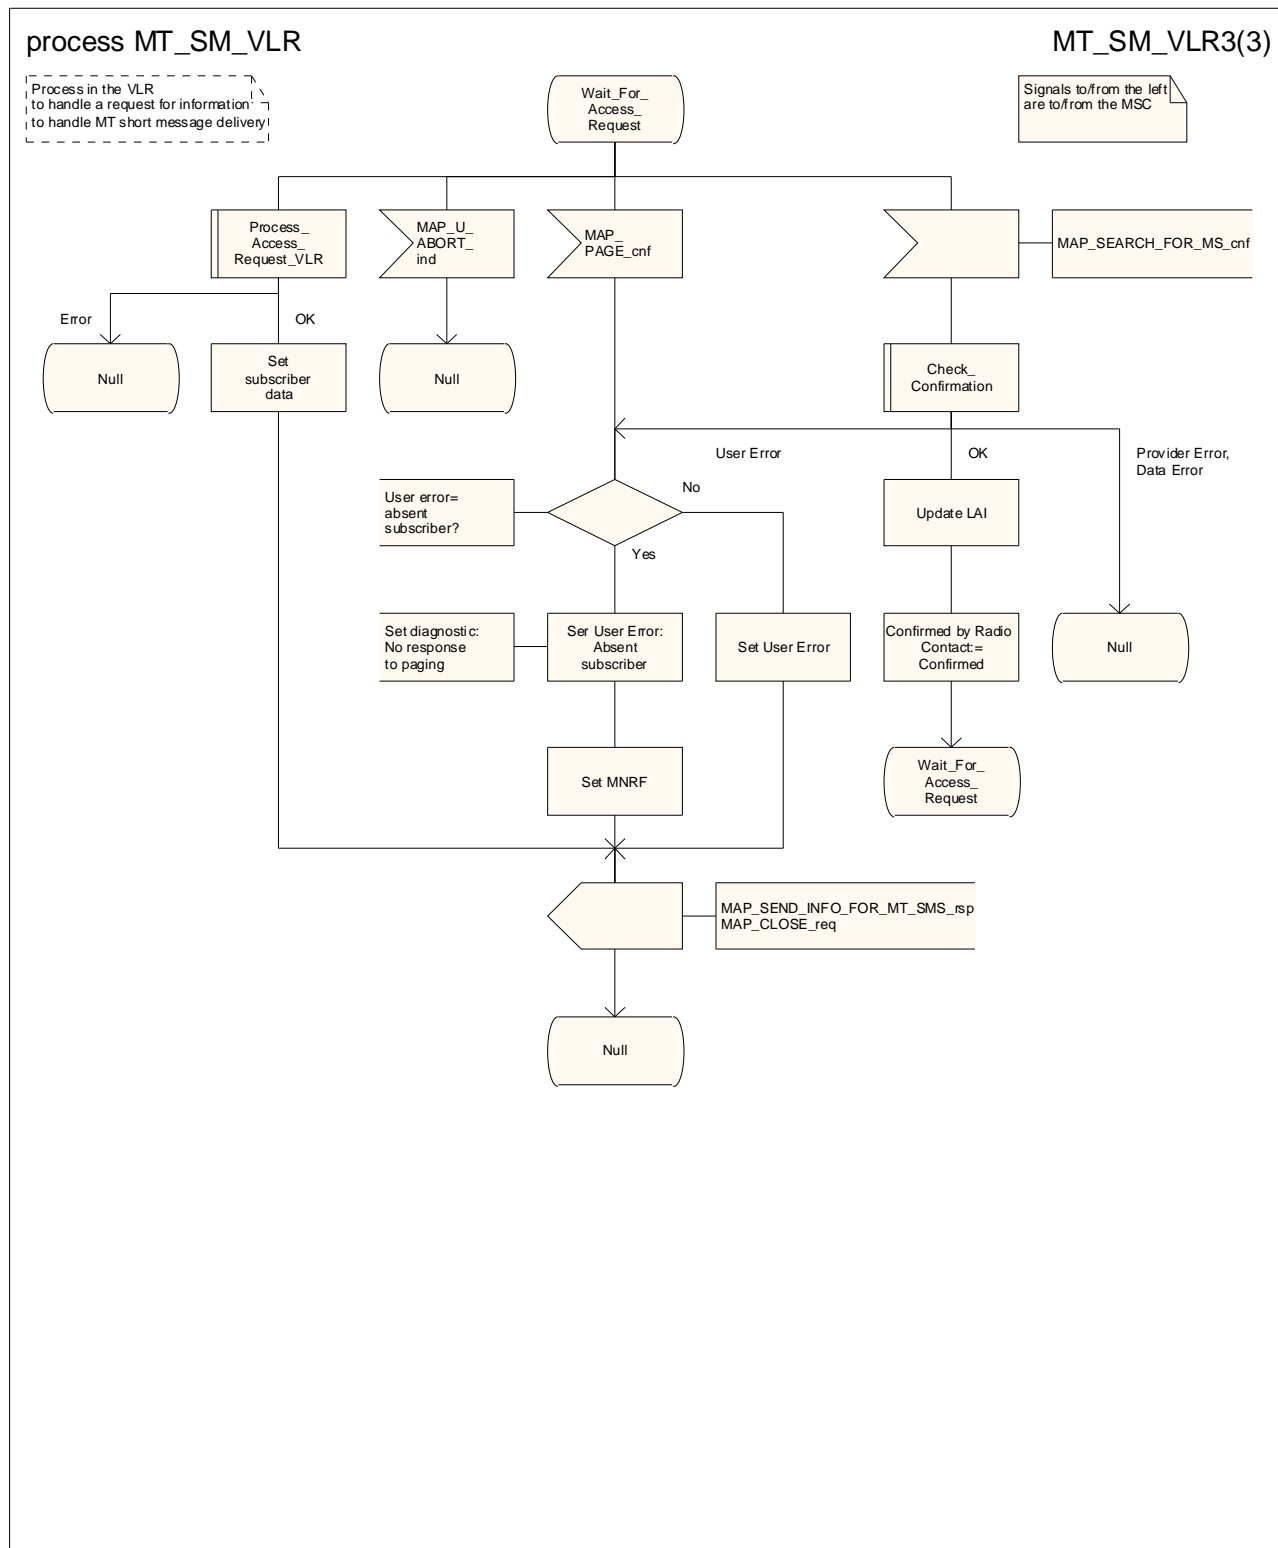 process MT_SM_VLR
MT_SM_VLR3(3)
Process in the VLR
to handle a request for information
to handle MT short message delivery
Wait_For_
Access_
Request
Signals to/from the left
are to/from the MSC
Process_
Access_
Request_VLR
MAP_U_
ABORT_
ind
MAP_
PAGE_cnf
MAP_SEARCH_FOR_MS_cnf
Error
OK
Null
Set
subscriber
data
Null
Check_
Confirmation
User Error
OK
Provider Error,
Data Error
User error=
absent
subscriber?
No
Yes
Update LAI
Set diagnostic:
No response
to paging
Ser User Error:
Absent
subscriber
Set User Error
Confirmed by Radio
Contact:=
Confirmed
Null
Set MNRF
Wait_For_
Access_
Request
MAP_SEND_INFO_FOR_MT_SMS_rsp
MAP_CLOSE_req
Null